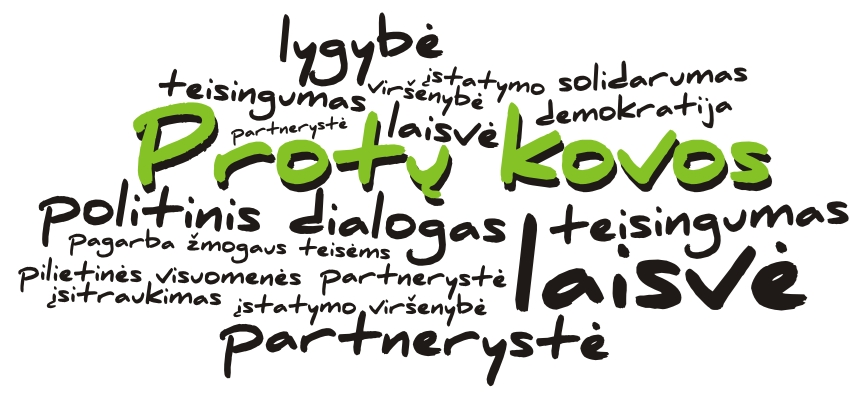 lygybė
teisingumas viršenybė įstatymo solidarumas
partnerystė laisvė demokratija
Protų kovos
politinis dialogas teisingumas
pagarba žmogaus teisėms laisvė
pilietinės visuomenės partnerystė
įsitraukimas įstatymo viršenybė
partnerystė